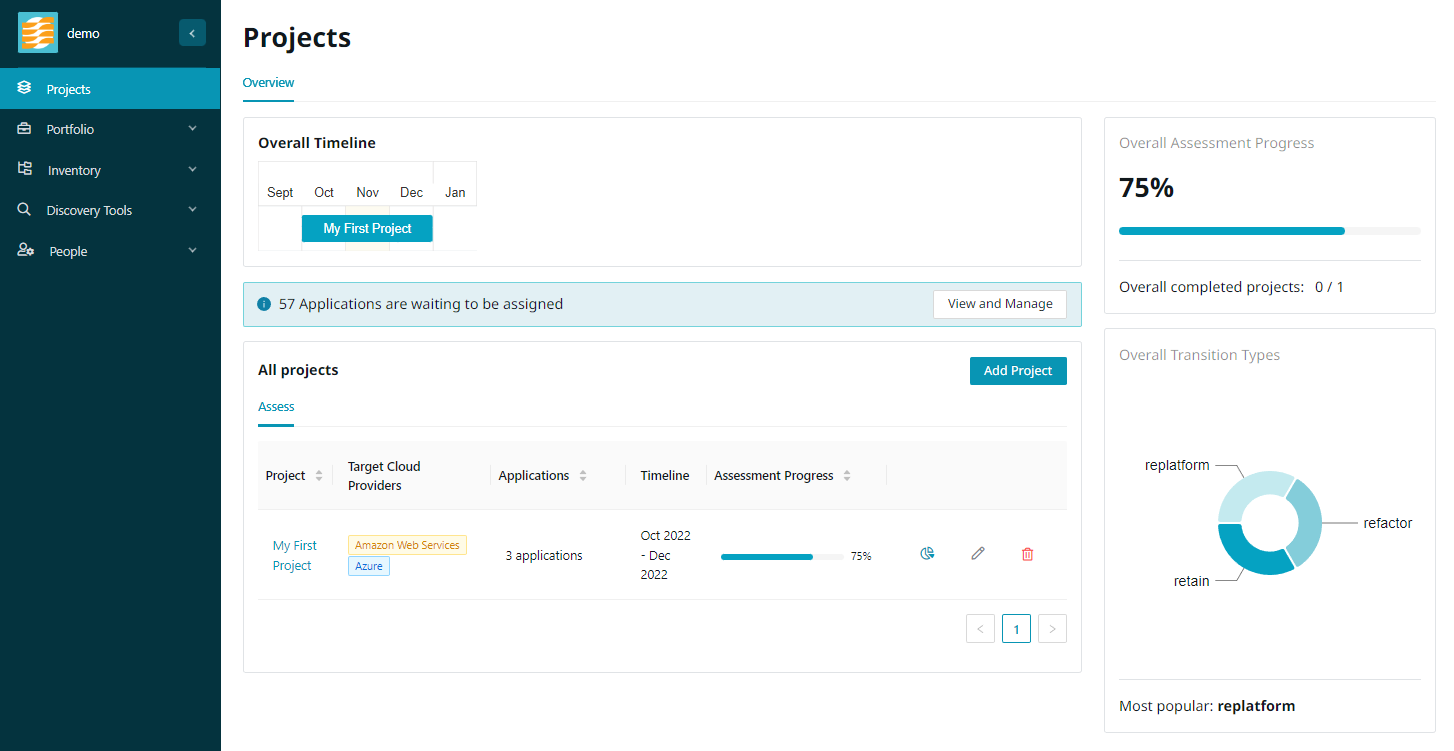 demo
Projects
Portfolio
Inventory
Discovery Tools
People
Projects
Overview
Overall Timeline
Sept Oct Nov Dec Jan
My First Project
57 Applications are waiting to be assigned
View and Manage
All projects
Add Project
Assess
Project
Target Cloud
Providers
Applications
Timeline
Assessment Progress
My First
Project
Amazon Web Services
Azure
3 applications
Oct 2022
- Dec
2022
75%
< 1 >
Overall Assessment Progress
75%
Overall completed projects: 0 / 1
Overall Transition Types
replatform
refactor
retain
Most popular: replatform